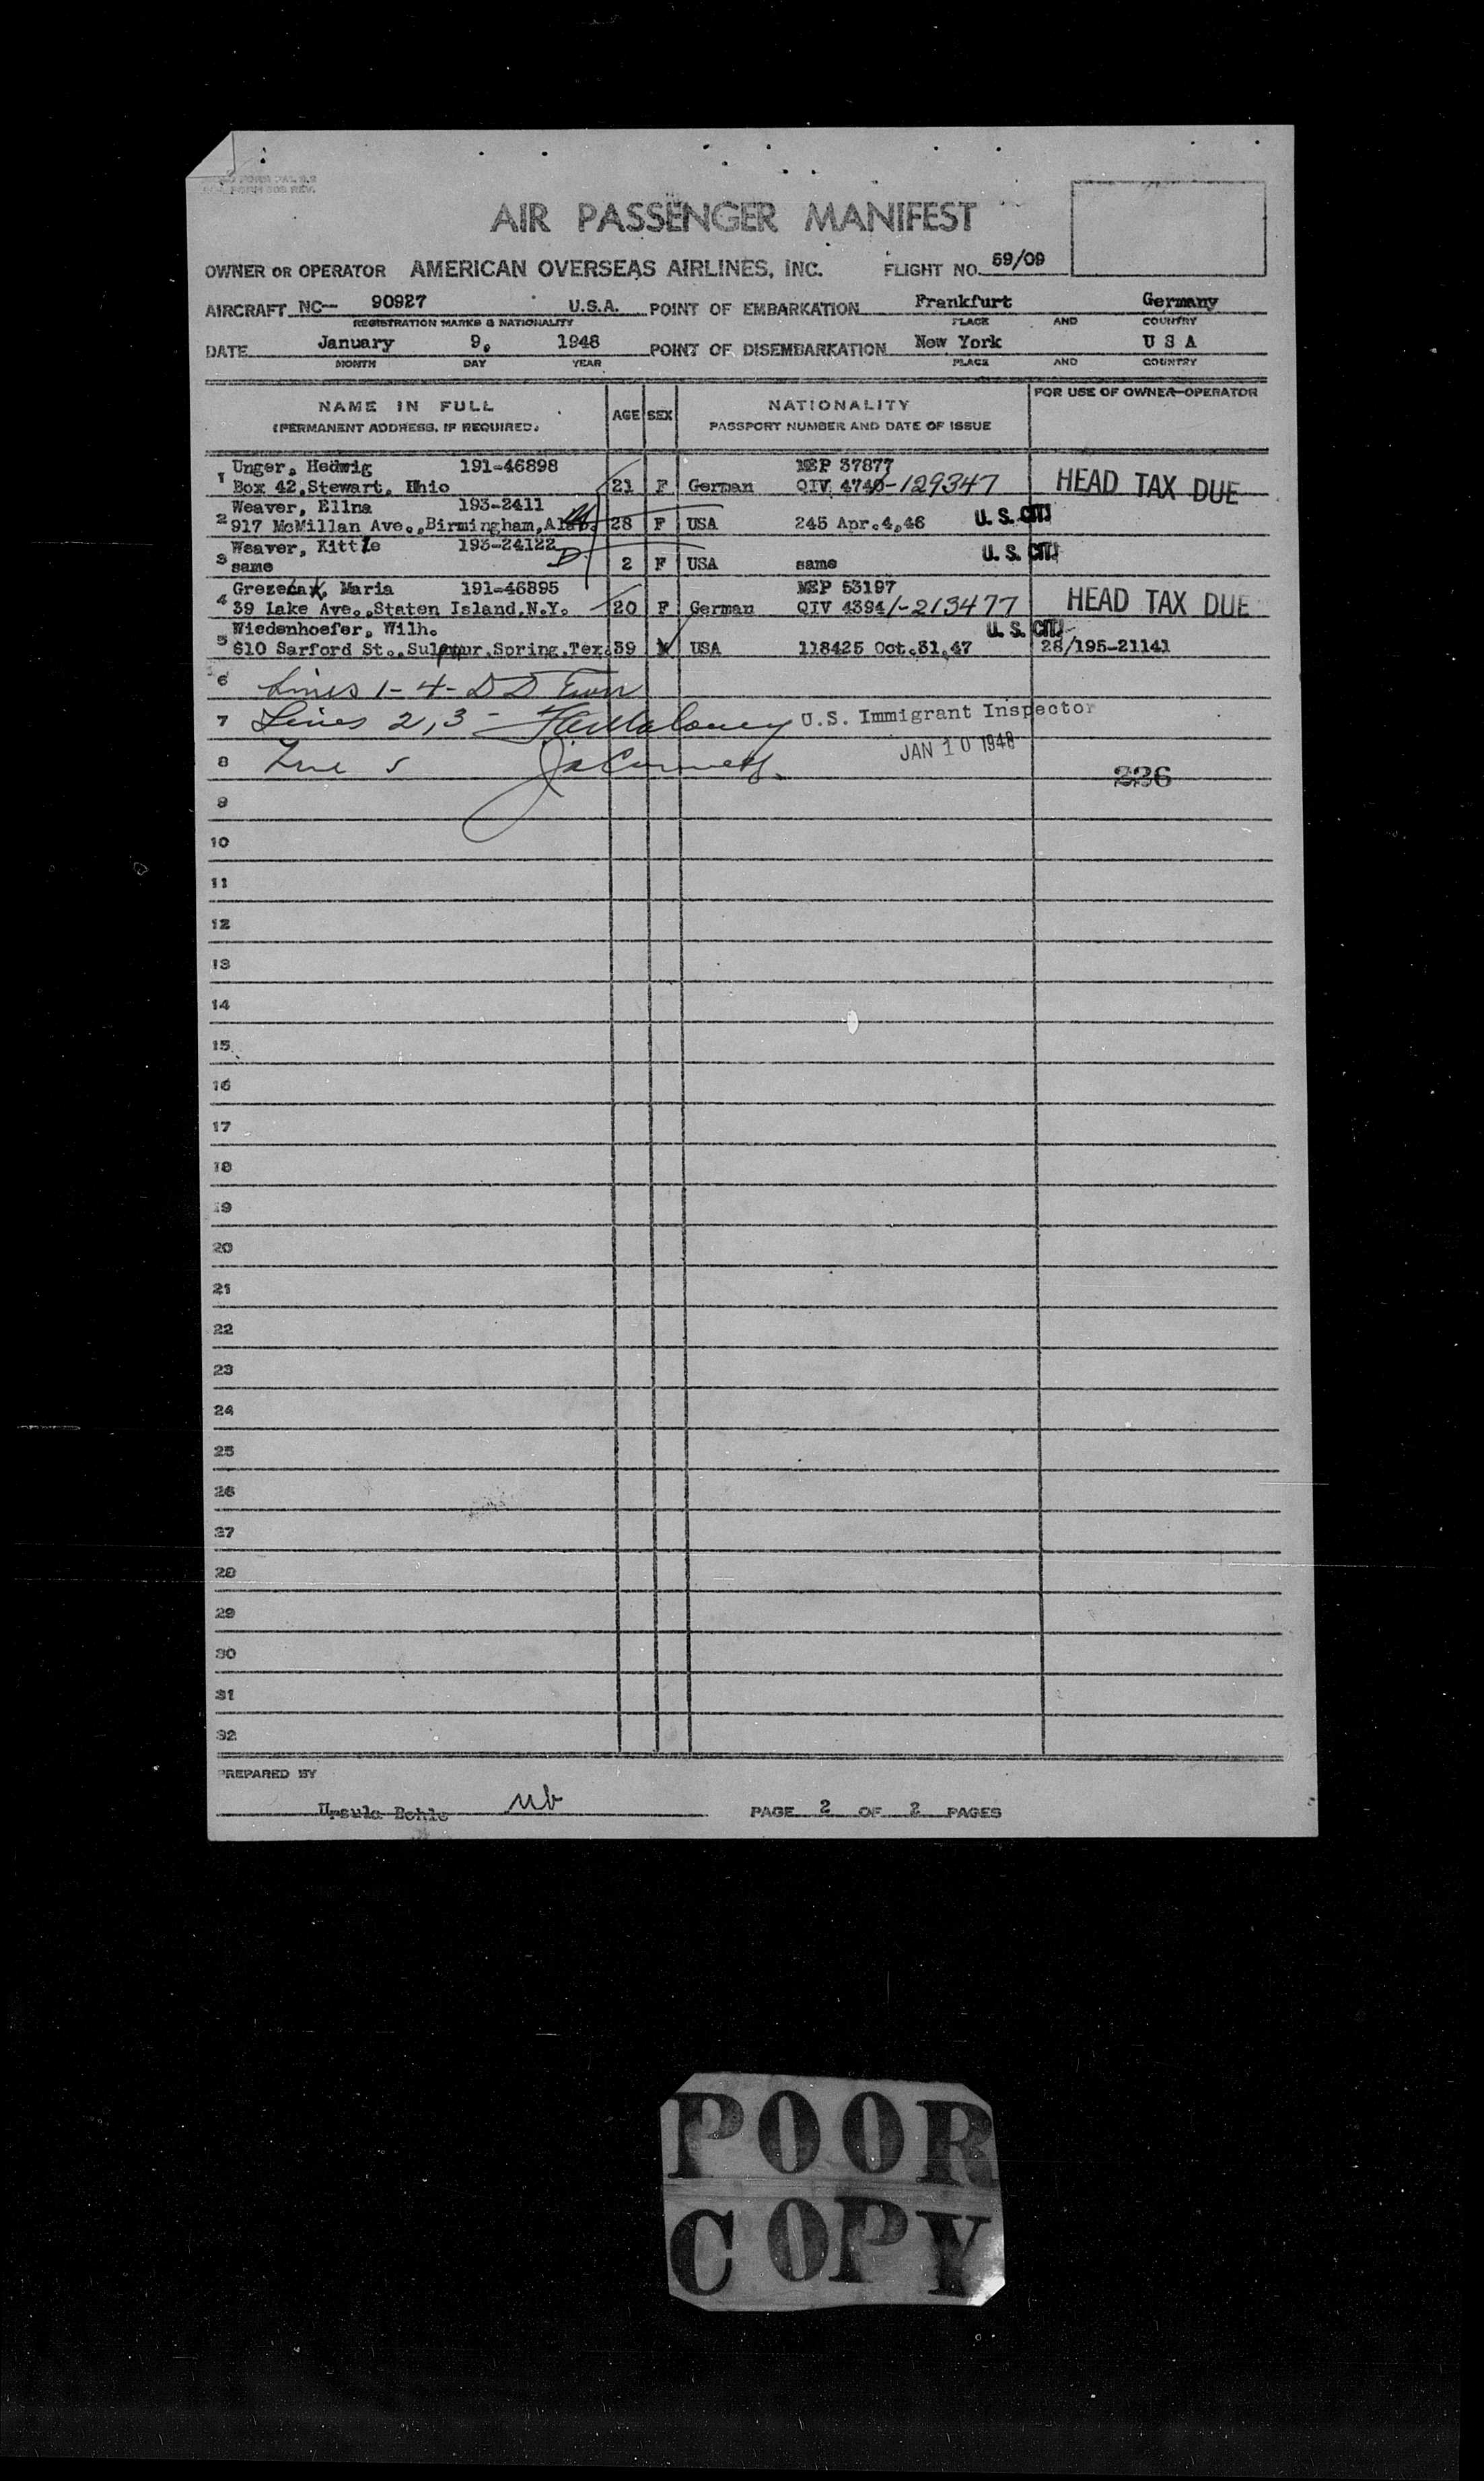 AIR PASSENGER MANIFEST
OWNER OR OPERATOR AMERICAN OVERSEAS AIRLINES, INC. FLIGHT NO. 59/09
AIRCRAFT NC— 90927 U.S.A. POINT OF EMBARKATION Frankfurt Germany
REGISTRATION MARKS & NATIONALITY PLACE AND COUNTRY
DATE January 9, 1948 POINT OF DISEMBARKATION New York U S A
MONTH DAY YEAR PLACE AND COUNTRY
NAME IN FULL AGE SEX NATIONALITY FOR USE OF OWNER-OPERATOR
(PERMANENT ADDRESS, IF REQUIRED) PASSPORT NUMBER AND DATE OF ISSUE
1 Unger, Hedwig 191-46898 MEP 37877
Box 42,Stewart, Ohio 21 F German QIV 4740-129347 HEAD TAX DUE
Weaver, Ellna 193-2411
2 917 McMillan Ave.,Birmingham,Alab. 28 F USA 245 Apr.4,46 U.S. CIT
3 Weaver, Kittie 193-24122 D
same 2 F USA same U.S. CIT
4 Maria 191-46895 MEP 53197
39 Lake Ave.,Staten Island,N.Y. 20 F German QIV 4394/-213477 HEAD TAX DUE
5 Wiedenhoefer, Wilh. U.S. CIT
610 Sarford St.,Sulphur,Spring,Tex. 39 M USA 118425 Oct.31,47 28/195-21141
6 Lines 1-4- D D
7 Lines 2,3- U.S. Immigrant Inspector
8 Line 5 JAN 10 1948
226
9
10
11
12
13
14
15
16
17
18
19
20
21
22
23
24
25
26
27
28
29
30
31
32
PREPARED BY
Ursula Bohle ub PAGE 2 OF 2 PAGES
POOR
COPY